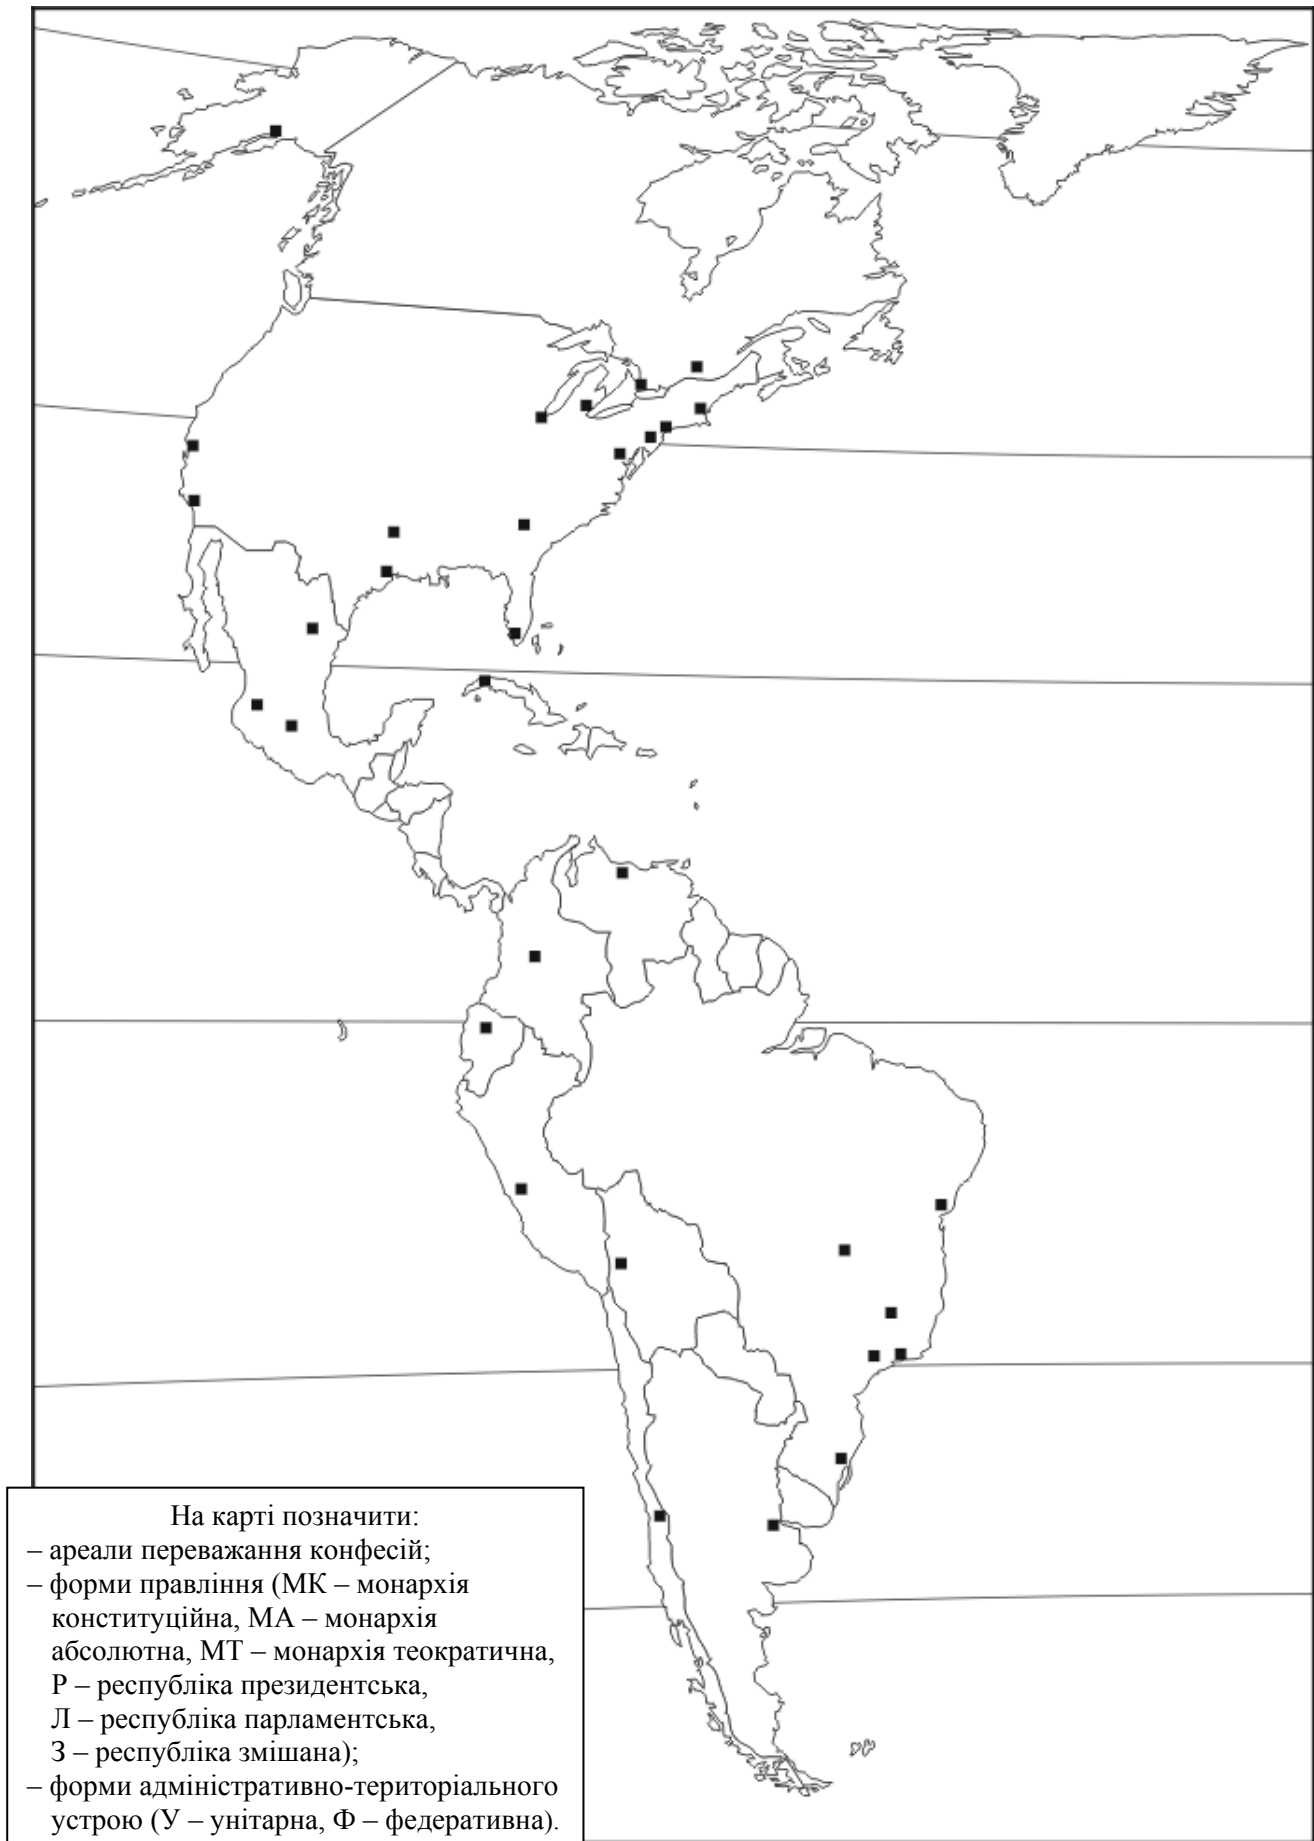 На карті позначити:
– ареали переважання конфесій;
– форми правління (МК – монархія
конституційна, МА – монархія
абсолютна, МТ – монархія теократична,
Р – республіка президентська,
Л – республіка парламентська,
З – республіка змішана);
– форми адміністративно-територіального
устрою (У – унітарна, Ф – федеративна).